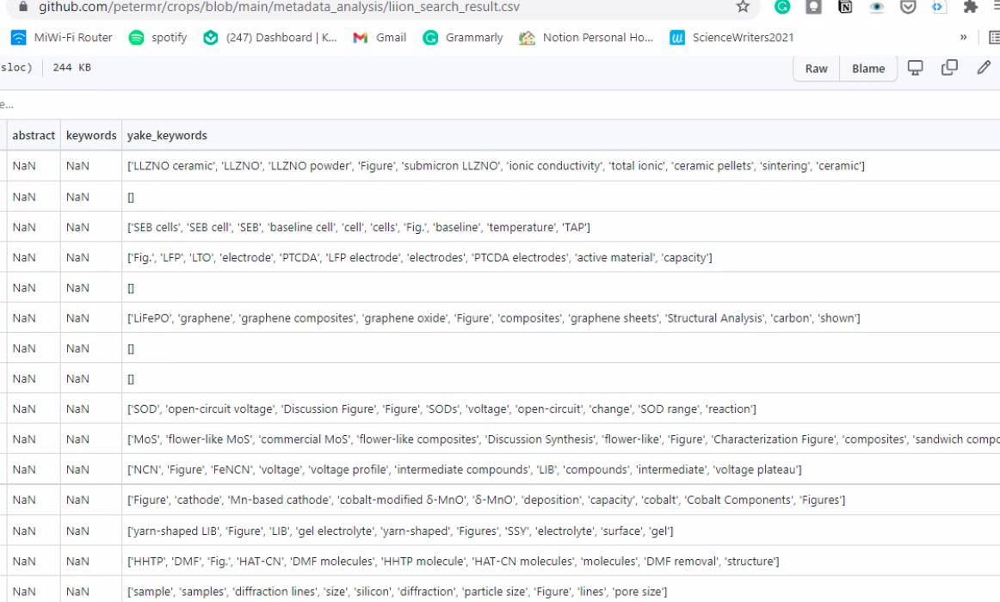 github.com/petermr/crops/blob/main/metadata_analysis/liion_search_result.csv
MiWi-Fi Router spotify (247) Dashboard | K... Gmail Grammarly Notion Personal Ho... ScienceWriters2021 »
sloc) 244 KB Raw Blame
e...
abstract keywords yake_keywords
NaN NaN ['LLZNO ceramic', 'LLZNO', 'LLZNO powder', 'Figure', 'submicron LLZNO', 'ionic conductivity', 'total ionic', 'ceramic pellets', 'sintering', 'ceramic']
NaN NaN []
NaN NaN ['SEB cells', 'SEB cell', 'SEB', 'baseline cell', 'cell', 'cells', 'Fig.', 'baseline', 'temperature', 'TAP']
NaN NaN ['Fig.', 'LFP', 'LTO', 'electrode', 'PTCDA', 'LFP electrode', 'electrodes', 'PTCDA electrodes', 'active material', 'capacity']
NaN NaN []
NaN NaN ['LiFePO', 'graphene', 'graphene composites', 'graphene oxide', 'Figure', 'composites', 'graphene sheets', 'Structural Analysis', 'carbon', 'shown']
NaN NaN []
NaN NaN []
NaN NaN ['SOD', 'open-circuit voltage', 'Discussion Figure', 'Figure', 'SODs', 'voltage', 'open-circuit', 'change', 'SOD range', 'reaction']
NaN NaN ['MoS', 'flower-like MoS', 'commercial MoS', 'flower-like composites', 'Discussion Synthesis', 'flower-like', 'Figure', 'Characterization Figure', 'composites', 'sandwich compo
NaN NaN ['NCN', 'Figure', 'FeNCN', 'voltage', 'voltage profile', 'intermediate compounds', 'LIB', 'compounds', 'intermediate', 'voltage plateau']
NaN NaN ['Figure', 'cathode', 'Mn-based cathode', 'cobalt-modified δ-MnO', 'δ-MnO', 'deposition', 'capacity', 'cobalt', 'Cobalt Components', 'Figures']
NaN NaN ['yarn-shaped LIB', 'Figure', 'LIB', 'gel electrolyte', 'yarn-shaped', 'Figures', 'SSY', 'electrolyte', 'surface', 'gel']
NaN NaN ['HHTP', 'DMF', 'Fig.', 'HAT-CN', 'DMF molecules', 'HHTP molecule', 'HAT-CN molecules', 'molecules', 'DMF removal', 'structure']
NaN NaN ['sample', 'samples', 'diffraction lines', 'size', 'silicon', 'diffraction', 'particle size', 'Figure', 'lines', 'pore size']